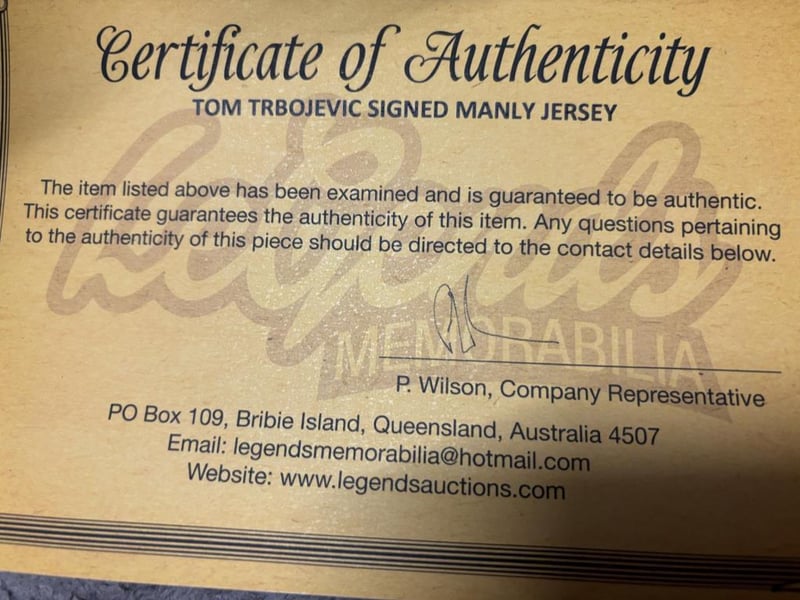 Certificate of Authenticity
TOM TRBOJEVIC SIGNED MANLY JERSEY
The item listed above has been examined and is guaranteed to be authentic.
This certificate guarantees the authenticity of this item. Any questions pertaining
to the authenticity of this piece should be directed to the contact details below.
Legends
MEMORABILIA
P. Wilson, Company Representative
PO Box 109, Bribie Island, Queensland, Australia 4507
Email: legendsmemorabilia@hotmail.com
Website: www.legendsauctions.com